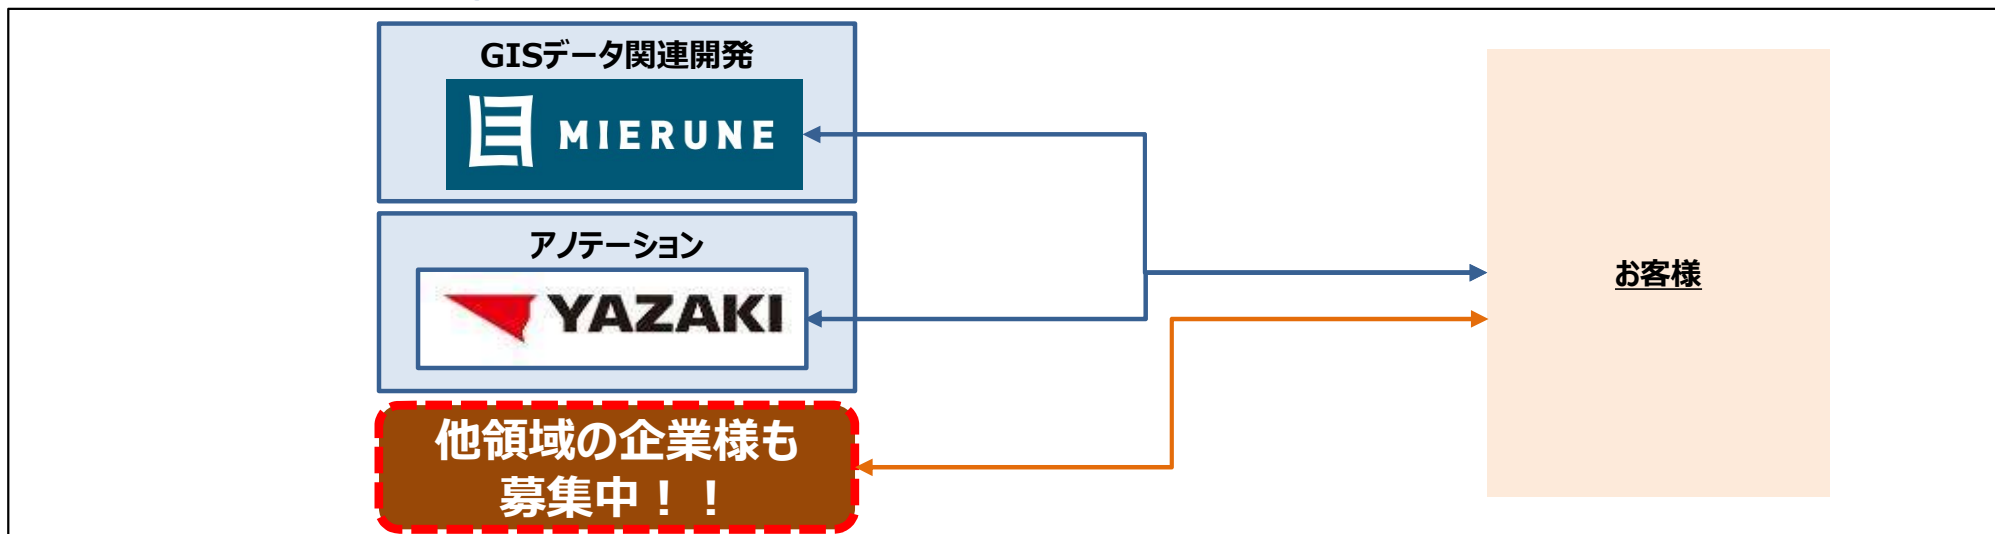 GISデータ関連開発
MIERUNE
アノテーション
YAZAKI
他領域の企業様も
募集中！！
お客様